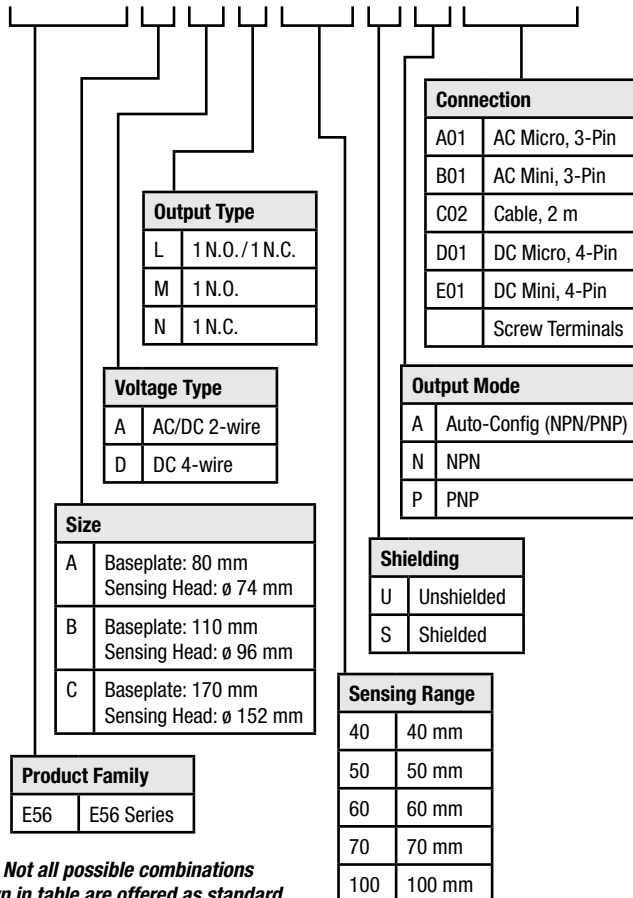 Connection
A01 AC Micro, 3-Pin
B01 AC Mini, 3-Pin
C02 Cable, 2 m
D01 DC Micro, 4-Pin
E01 DC Mini, 4-Pin
Screw Terminals
Output Type
L 1 N.O./1 N.C.
M 1 N.O.
N 1 N.C.
Voltage Type
A AC/DC 2-wire
D DC 4-wire
Output Mode
A Auto-Config (NPN/PNP)
N NPN
P PNP
Size
A Baseplate: 80 mm
Sensing Head: ø 74 mm
B Baseplate: 110 mm
Sensing Head: ø 96 mm
C Baseplate: 170 mm
Sensing Head: ø 152 mm
Shielding
U Unshielded
S Shielded
Sensing Range
40 40 mm
50 50 mm
60 60 mm
70 70 mm
100 100 mm
Product Family
E56 E56 Series
Not all possible combinations
in table are offered as standard